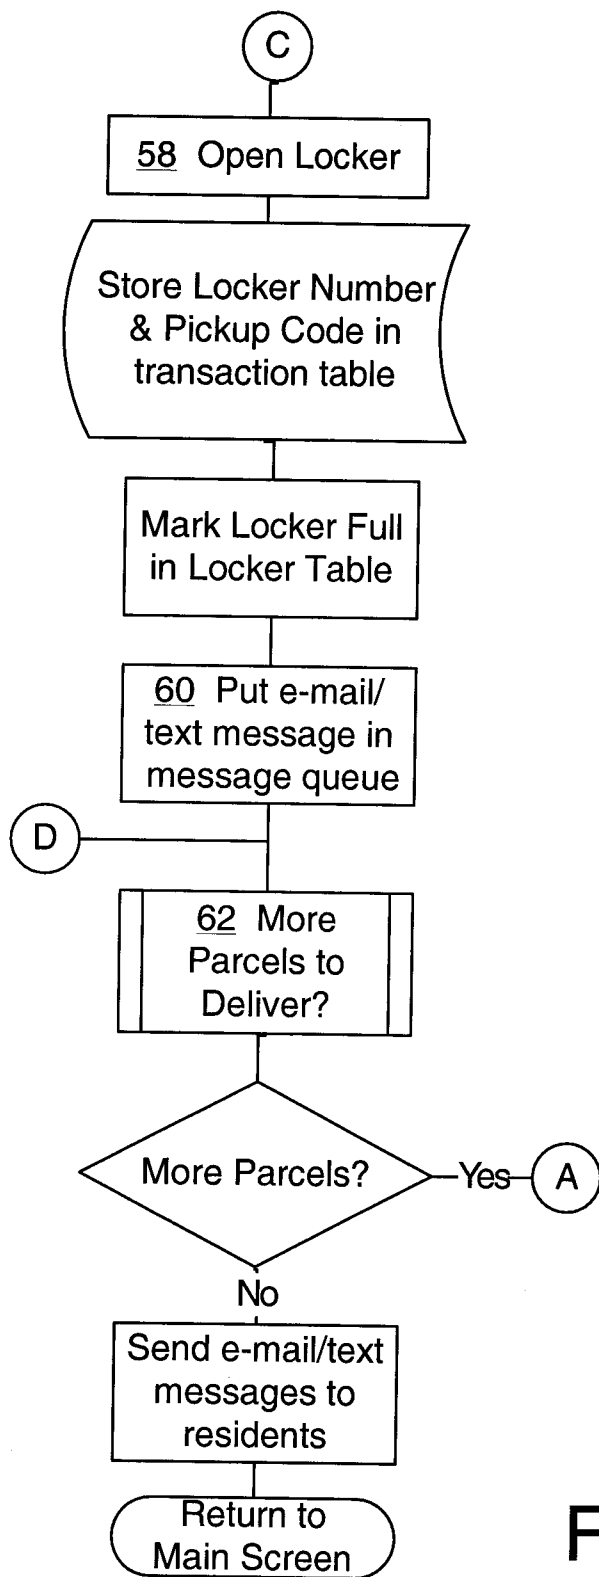 C
58 Open Locker
Store Locker Number
& Pickup Code in
transaction table
Mark Locker Full
in Locker Table
60 Put e-mail/
text message in
message queue
D
62 More
Parcels to
Deliver?
More Parcels?
Yes
A
No
Send e-mail/text
messages to
residents
Return to
Main Screen
F